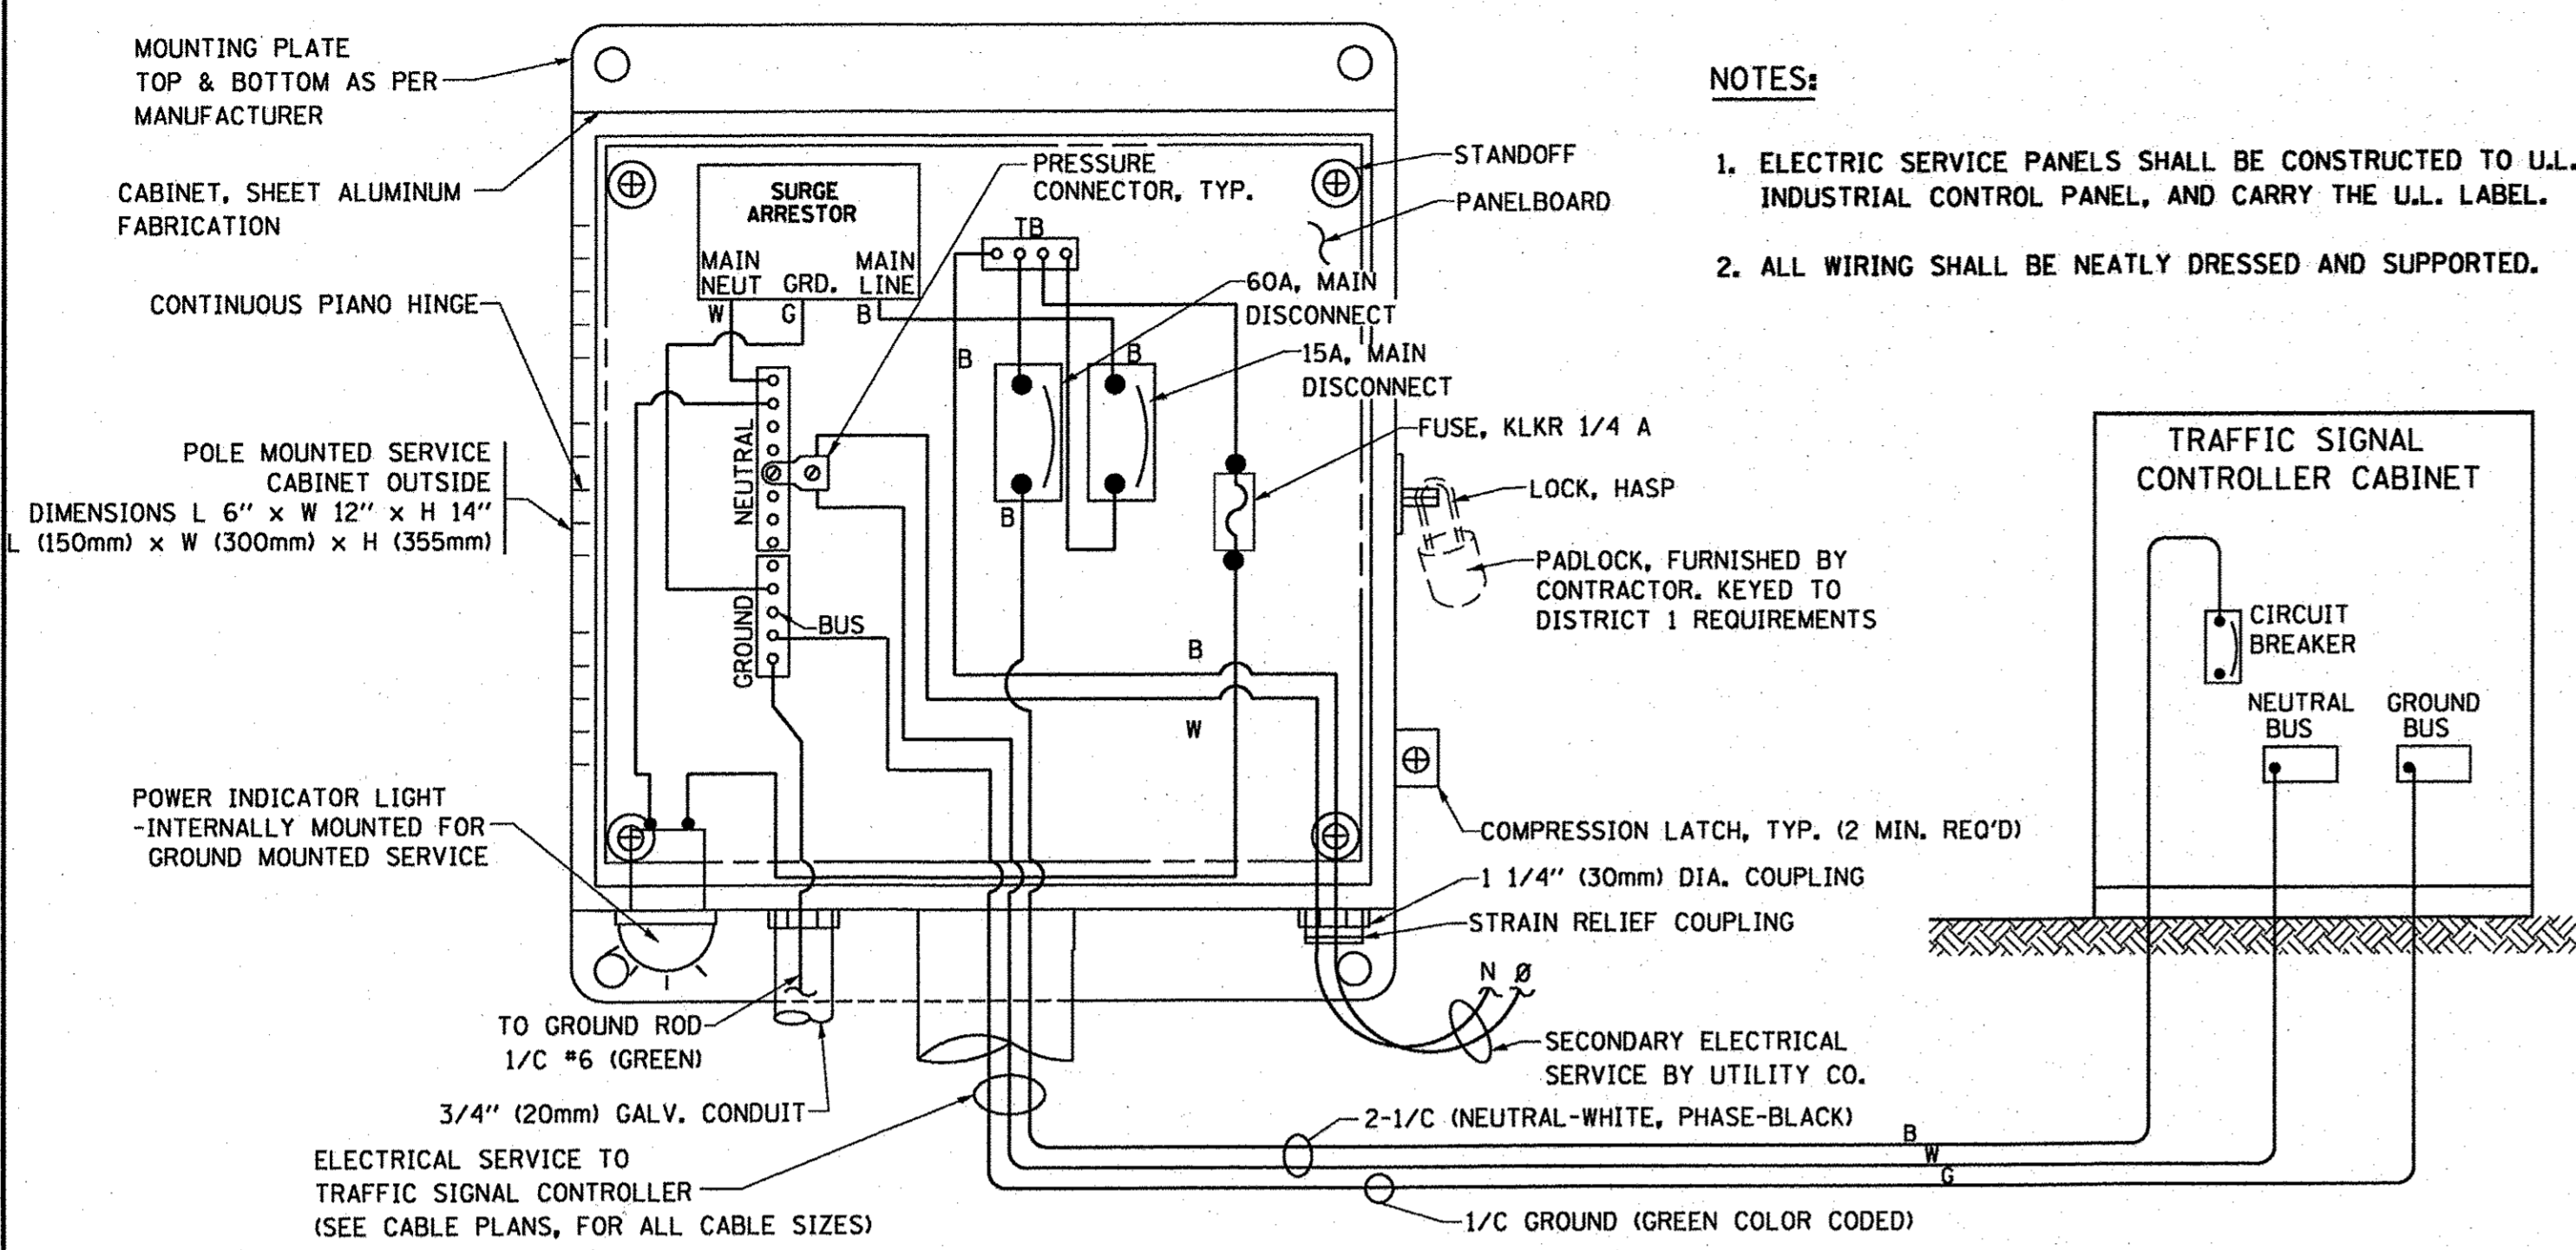 MOUNTING PLATE
TOP & BOTTOM AS PER
MANUFACTURER
CABINET, SHEET ALUMINUM
FABRICATION
CONTINUOUS PIANO HINGE
POLE MOUNTED SERVICE
CABINET OUTSIDE
DIMENSIONS L 6" x W 12" x H 14"
L (150mm) x W (300mm) x H (355mm)
POWER INDICATOR LIGHT
-INTERNALLY MOUNTED FOR
GROUND MOUNTED SERVICE
SURGE
ARRESTOR
MAIN
NEUT
GRD.
MAIN
LINE
W
G
B
PRESSURE
CONNECTOR, TYP.
TB
B
B
B
NEUTRAL
GROUND
BUS
B
W
STANDOFF
PANELBOARD
60A, MAIN
DISCONNECT
15A, MAIN
DISCONNECT
FUSE, KLKR 1/4 A
LOCK, HASP
PADLOCK, FURNISHED BY
CONTRACTOR. KEYED TO
DISTRICT 1 REQUIREMENTS
COMPRESSION LATCH, TYP. (2 MIN. REQ'D)
1 1/4" (30mm) DIA. COUPLING
STRAIN RELIEF COUPLING
N Ø
SECONDARY ELECTRICAL
SERVICE BY UTILITY CO.
TO GROUND ROD
1/C #6 (GREEN)
3/4" (20mm) GALV. CONDUIT
ELECTRICAL SERVICE TO
TRAFFIC SIGNAL CONTROLLER
(SEE CABLE PLANS, FOR ALL CABLE SIZES)
2-1/C (NEUTRAL-WHITE, PHASE-BLACK)
B
W
G
1/C GROUND (GREEN COLOR CODED)
NOTES:
1. ELECTRIC SERVICE PANELS SHALL BE CONSTRUCTED TO U.L.
INDUSTRIAL CONTROL PANEL, AND CARRY THE U.L. LABEL.
2. ALL WIRING SHALL BE NEATLY DRESSED AND SUPPORTED.
TRAFFIC SIGNAL
CONTROLLER CABINET
CIRCUIT
BREAKER
NEUTRAL
BUS
GROUND
BUS